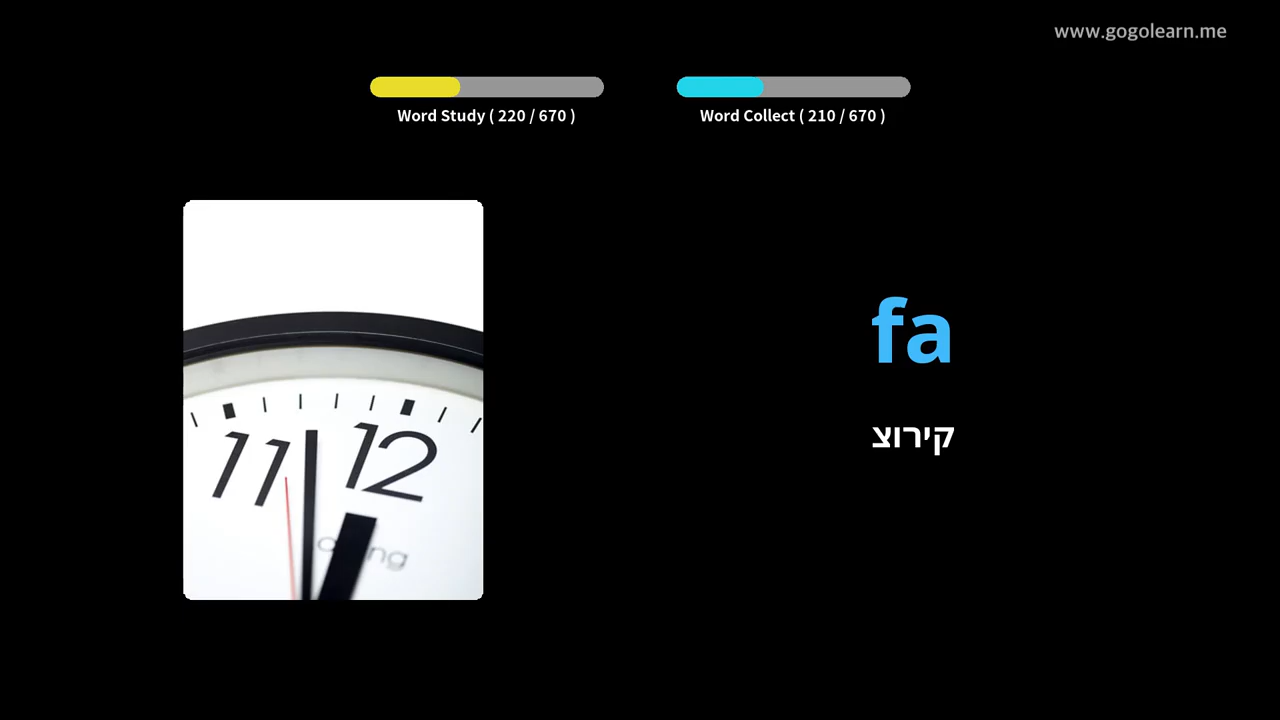 www.gogolearn.me
Word Study ( 220 / 670 )
Word Collect ( 210 / 670 )
11 12
fa
קירוצ